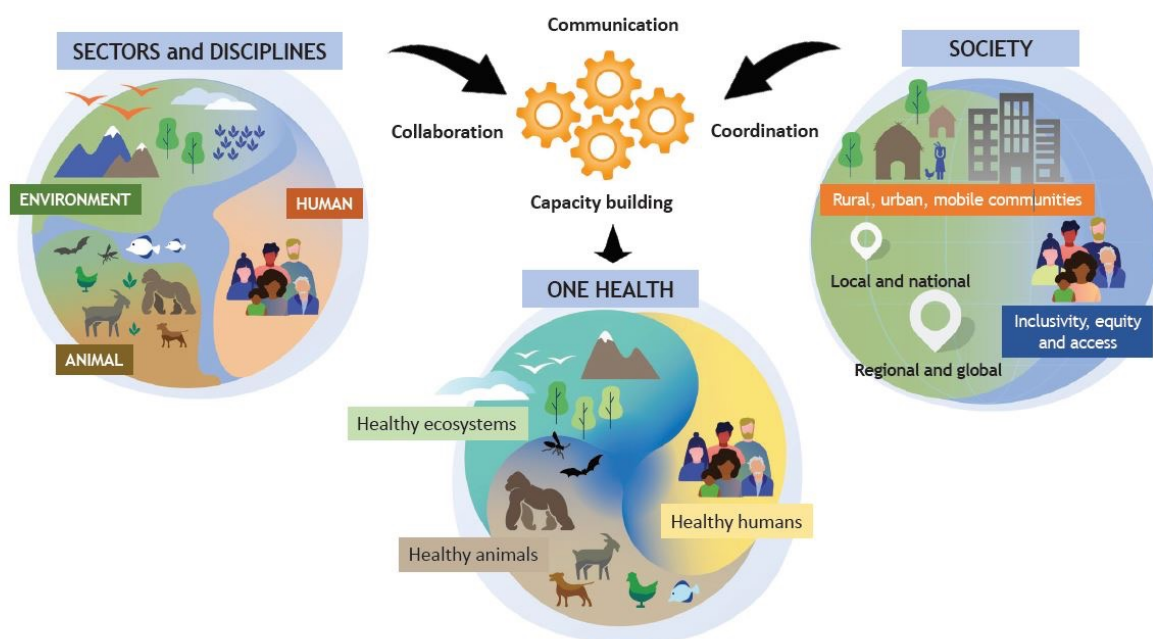 SECTORS and DISCIPLINES
Communication
SOCIETY
Collaboration
Coordination
Capacity building
ENVIRONMENT
HUMAN
ANIMAL
Rural, urban, mobile communities
Local and national
Inclusivity, equity
and access
Regional and global
ONE HEALTH
Healthy ecosystems
Healthy humans
Healthy animals